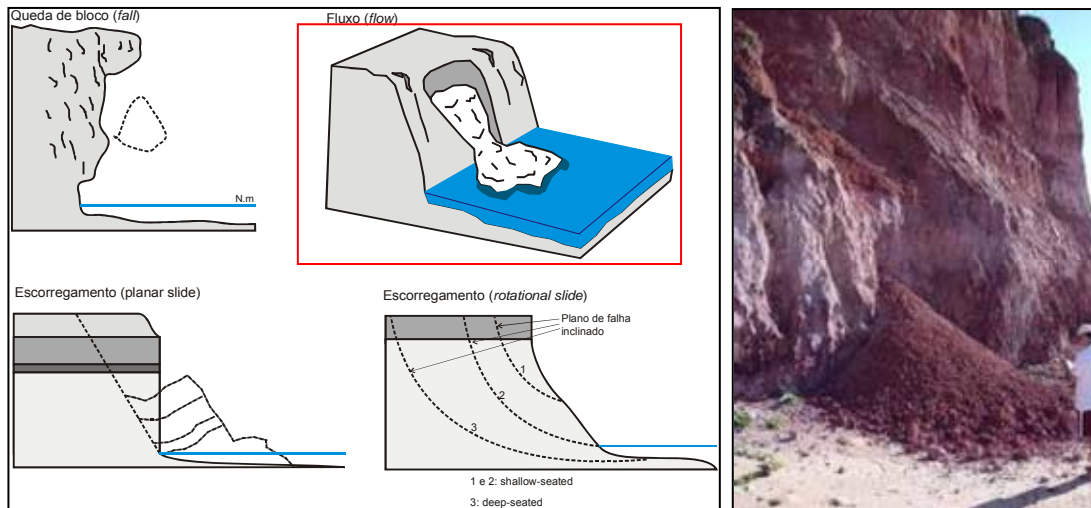 Queda de bloco (fall)
Fluxo (flow)
N.m
Escorregamento (planar slide)
Escorregamento (rotational slide)
Plano de falha
inclinado
1
2
3
1 e 2: shallow-seated
3: deep-seated